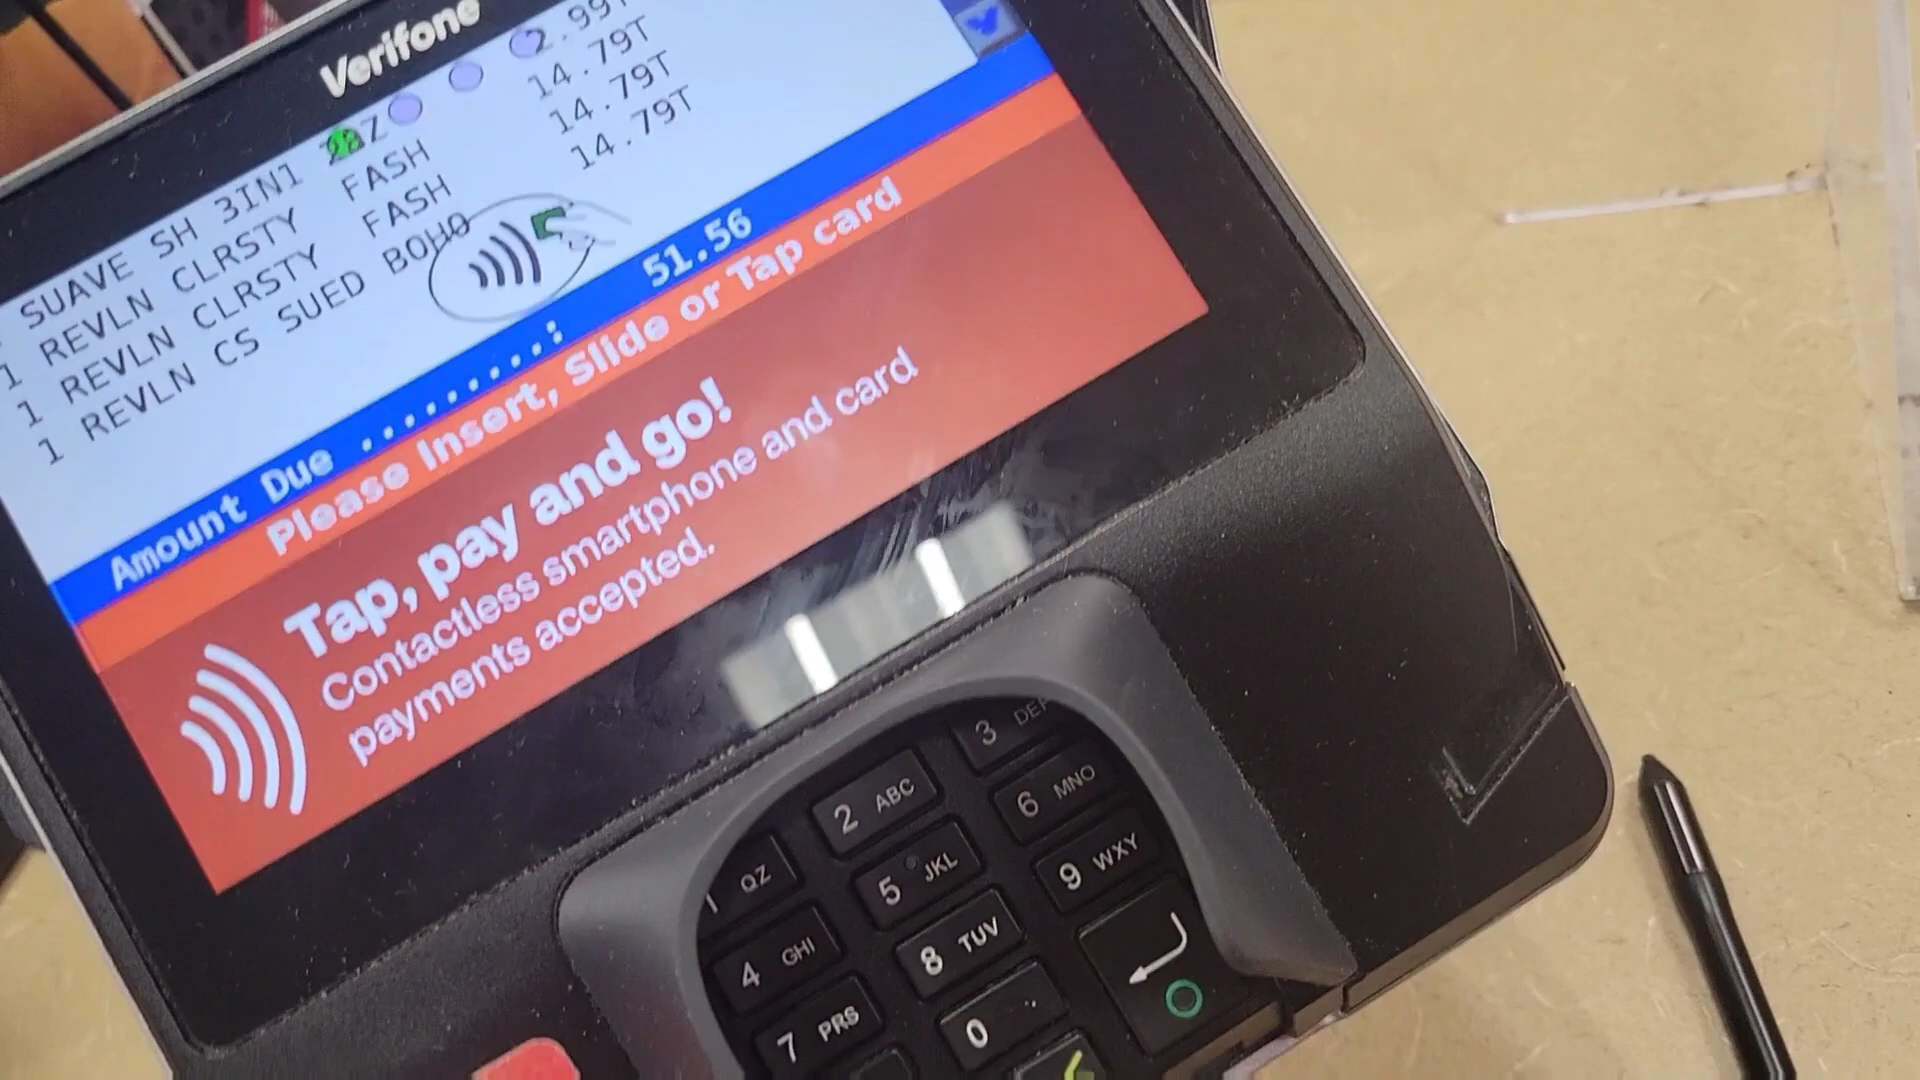 Verifone
SUAVE SH 3IN1 2.99T
1 REVLN CLRSTY FASH 14.79T
1 REVLN CLRSTY FASH 14.79T
1 REVLN CS SUED BOHO 14.79T
Amount Due .........: 51.56
Please Insert, Slide or Tap card
Tap, pay and go!
Contactless smartphone and card
payments accepted.
QZ
2 ABC
3 DEF
4 GHI
5 JKL
6 MNO
7 PRS
8 TUV
9 WXY
0